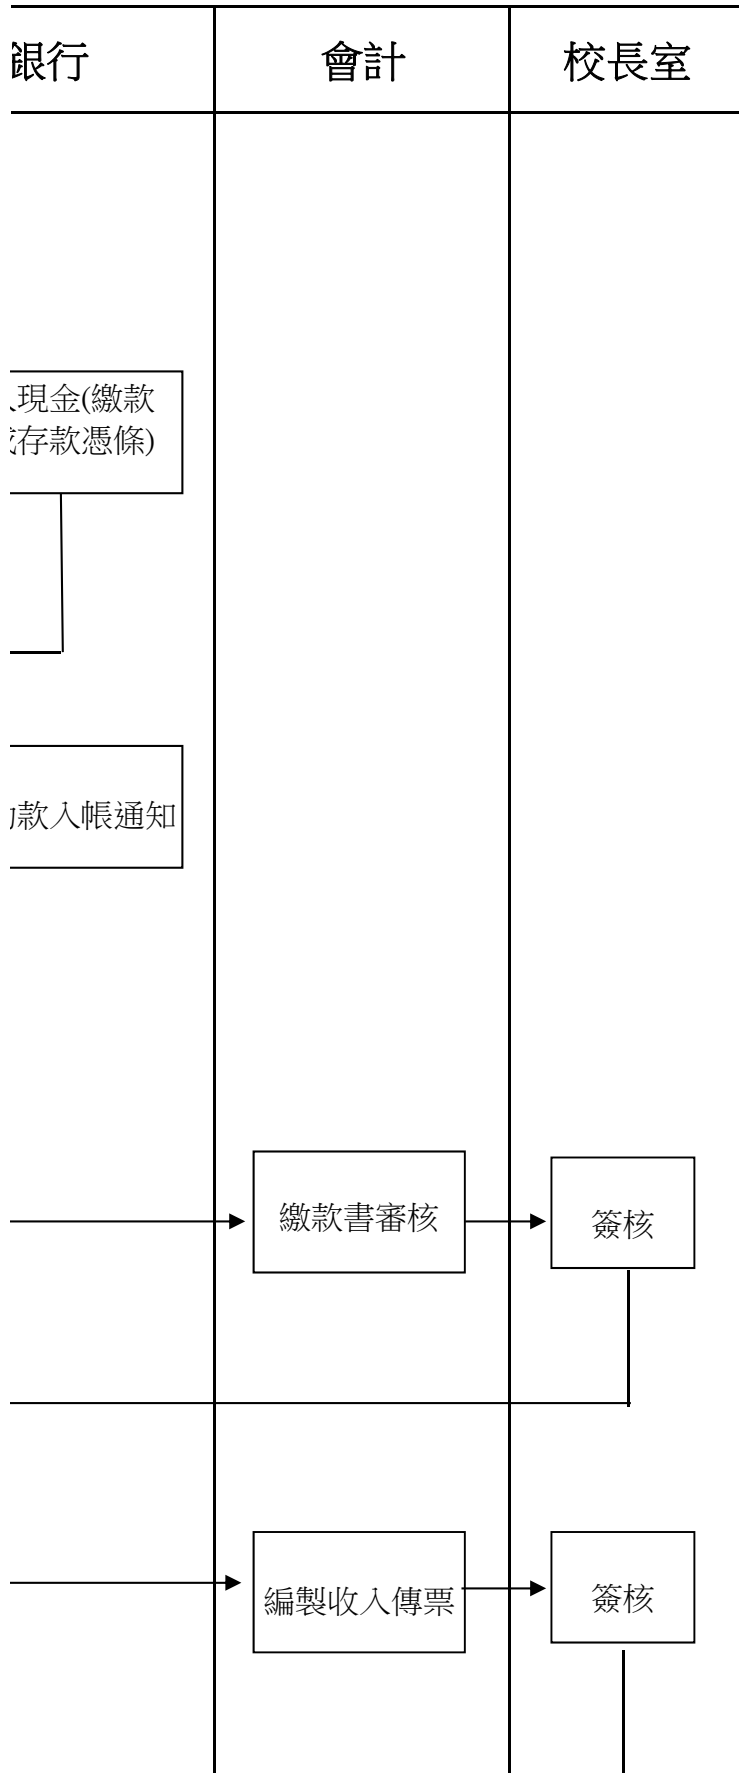 銀行
會計
校長室
現金(繳款
存款憑條)
款入帳通知
繳款書審核
簽核
編製收入傳票
簽核